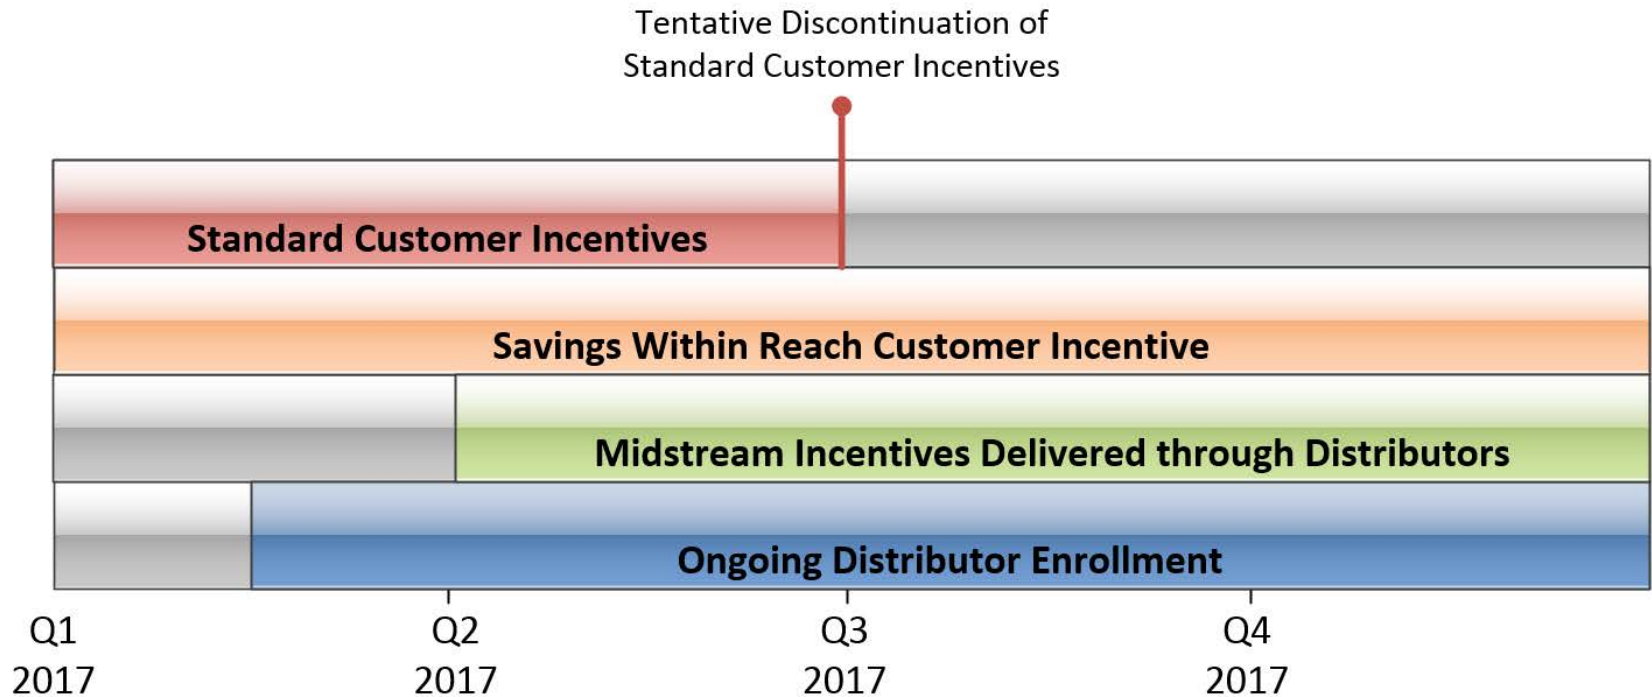 Tentative Discontinuation of
Standard Customer Incentives
Standard Customer Incentives
Savings Within Reach Customer Incentive
Midstream Incentives Delivered through Distributors
Ongoing Distributor Enrollment
Q1 Q2 Q3 Q4
2017 2017 2017 2017